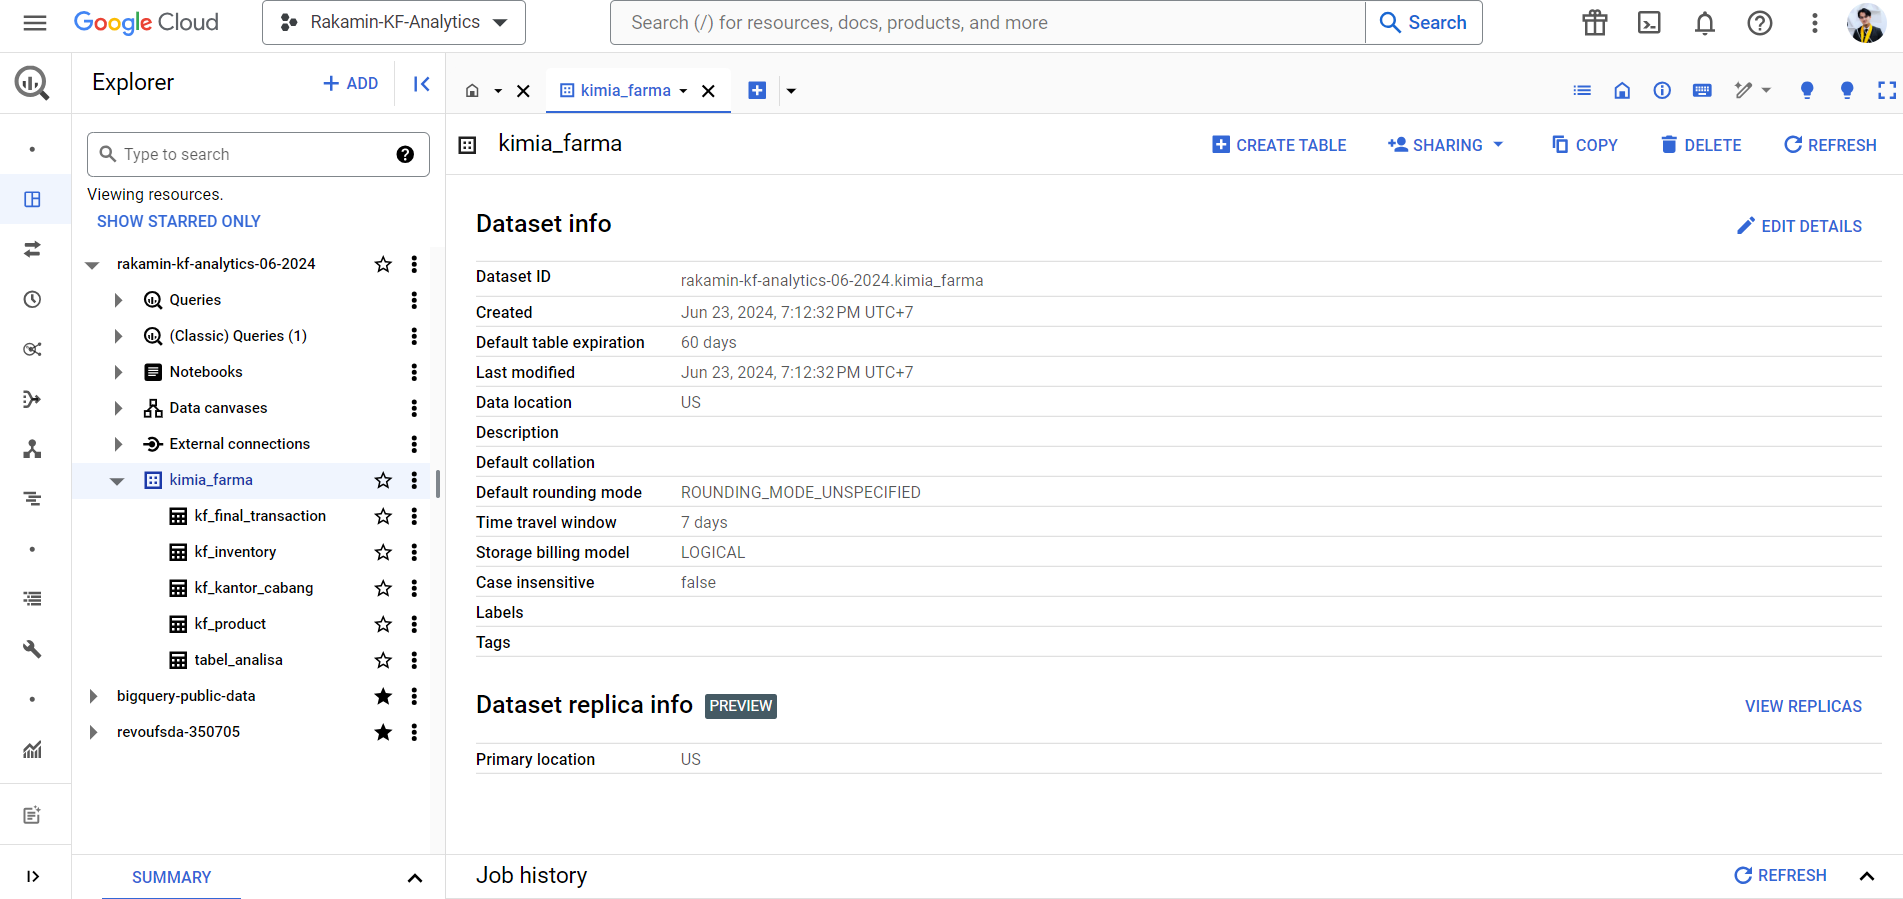 Google Cloud
Rakamin-KF-Analytics
Search (/) for resources, docs, products, and more
Search
Explorer
ADD
kimia_farma
Type to search
Viewing resources.
SHOW STARRED ONLY
rakamin-kf-analytics-06-2024
Queries
(Classic) Queries (1)
Notebooks
Data canvases
External connections
kimia_farma
kf_final_transaction
kf_inventory
kf_kantor_cabang
kf_product
tabel_analisa
bigquery-public-data
revoufsda-350705
SUMMARY
kimia_farma
CREATE TABLE
SHARING
COPY
DELETE
REFRESH
Dataset info
EDIT DETAILS
Dataset ID rakamin-kf-analytics-06-2024.kimia_farma
Created Jun 23, 2024, 7:12:32 PM UTC+7
Default table expiration 60 days
Last modified Jun 23, 2024, 7:12:32 PM UTC+7
Data location US
Description
Default collation
Default rounding mode ROUNDING_MODE_UNSPECIFIED
Time travel window 7 days
Storage billing model LOGICAL
Case insensitive false
Labels
Tags
Dataset replica info PREVIEW
VIEW REPLICAS
Primary location US
Job history
REFRESH